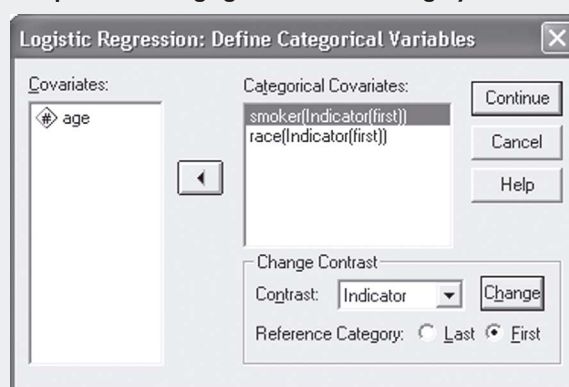 Logistic Regression: Define Categorical Variables
Covariates:
age
Categorical Covariates:
smoker(Indicator(first))
race(Indicator(first))
Continue
Cancel
Help
Change Contrast
Contrast: Indicator Change
Reference Category: Last First